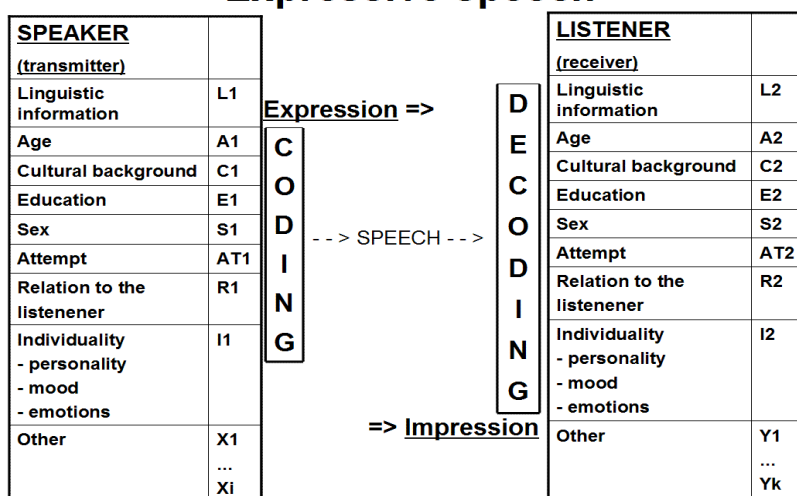 SPEAKER
(transmitter)
Linguistic L1
information
Age A1
Cultural background C1
Education E1
Sex S1
Attempt AT1
Relation to the R1
listenener
Individuality I1
- personality
- mood
- emotions
Other X1
...
Xi
Expression =>
CODING
- - > SPEECH - - >
DECODING
=> Impression
LISTENER
(receiver)
Linguistic L2
information
Age A2
Cultural background C2
Education E2
Sex S2
Attempt AT2
Relation to the R2
listenener
Individuality I2
- personality
- mood
- emotions
Other Y1
...
Yk